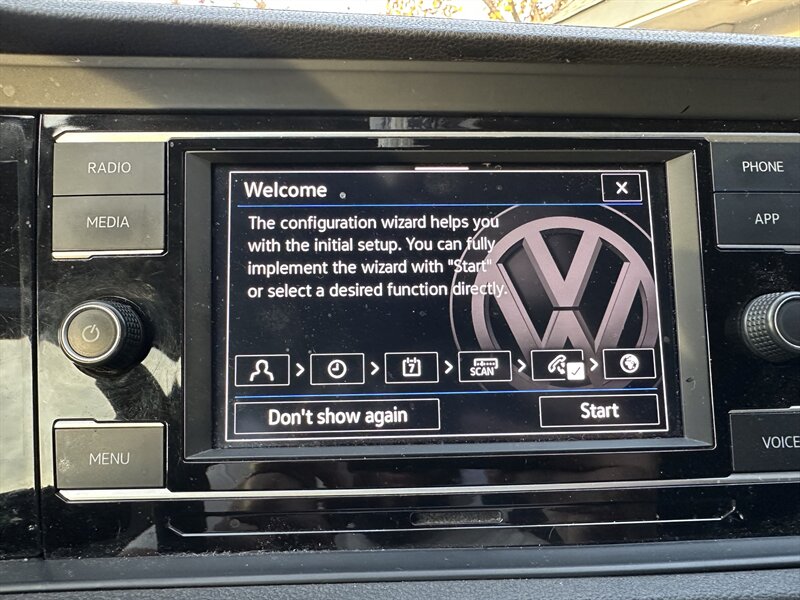 RADIO
MEDIA
MENU
Welcome
X
The configuration wizard helps you
with the initial setup. You can fully
implement the wizard with "Start"
or select a desired function directly.
7
SCAN
Don't show again
Start
PHONE
APP
VOICE